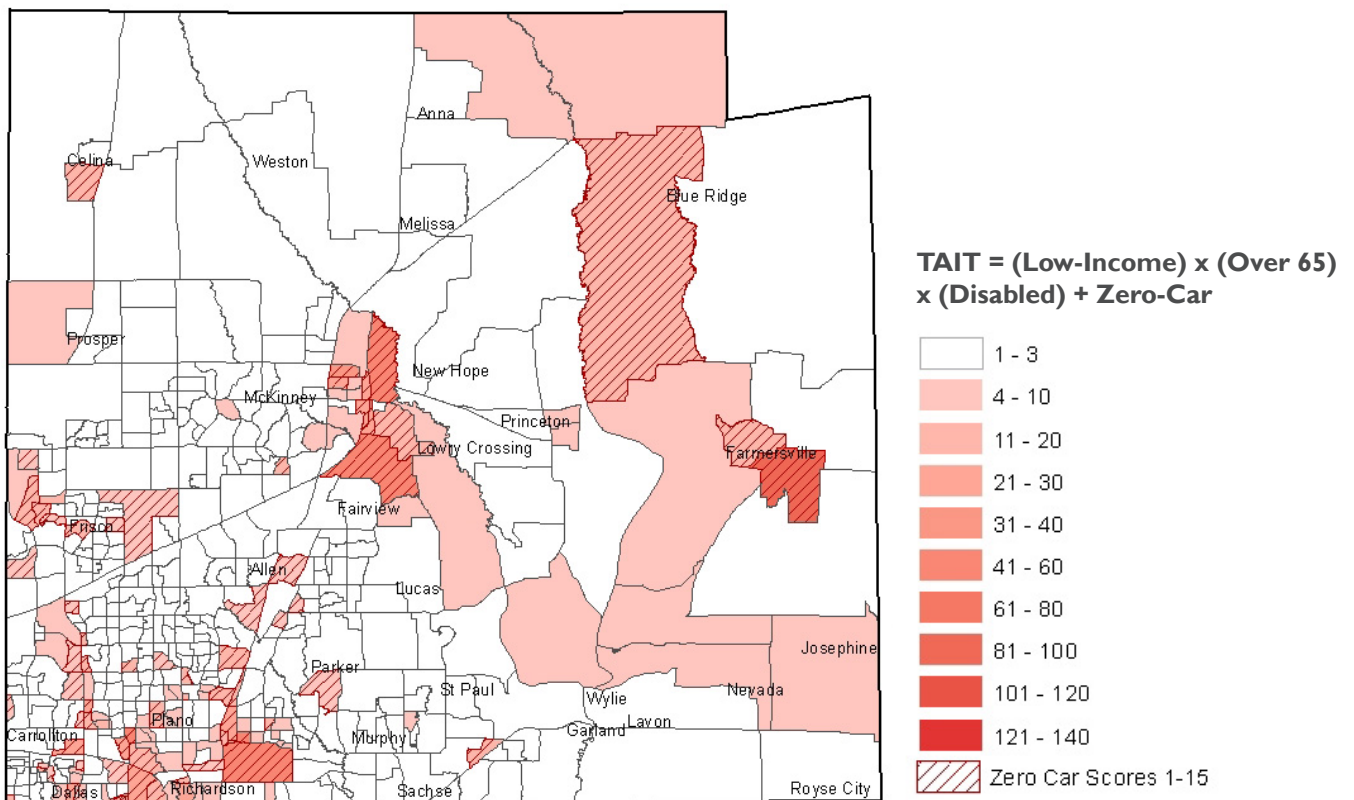 Anna
Celina
Weston
Blue Ridge
Melissa
Prosper
New Hope
McKinney
Princeton
Lowry Crossing
Farmersville
Fairview
Frisco
Allen
Lucas
Josephine
Parker
St Paul
Nevada
Wylie
Plano
Lavon
Garland
Carrollton
Murphy
Dallas
Richardson
Sachse
Royse City
TAIT = (Low-Income) x (Over 65)
x (Disabled) + Zero-Car
1 - 3
4 - 10
11 - 20
21 - 30
31 - 40
41 - 60
61 - 80
81 - 100
101 - 120
121 - 140
Zero Car Scores 1-15